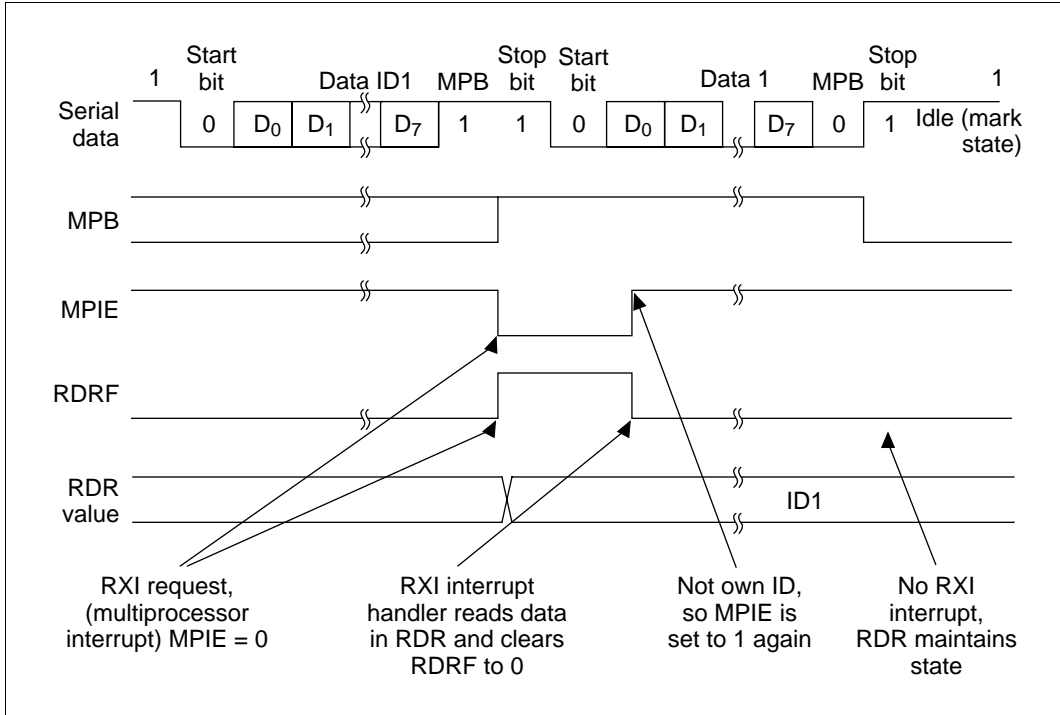 1 Start bit Data ID1 MPB Stop bit Start bit Data 1 MPB Stop bit 1
Serial data 0 D₀ D₁ D₇ 1 1 0 D₀ D₁ D₇ 0 1 Idle (mark state)
MPB
MPIE
RDRF
RDR value ID1
RXI request,
(multiprocessor
interrupt) MPIE = 0
RXI interrupt
handler reads data
in RDR and clears
RDRF to 0
Not own ID,
so MPIE is
set to 1 again
No RXI
interrupt,
RDR maintains
state